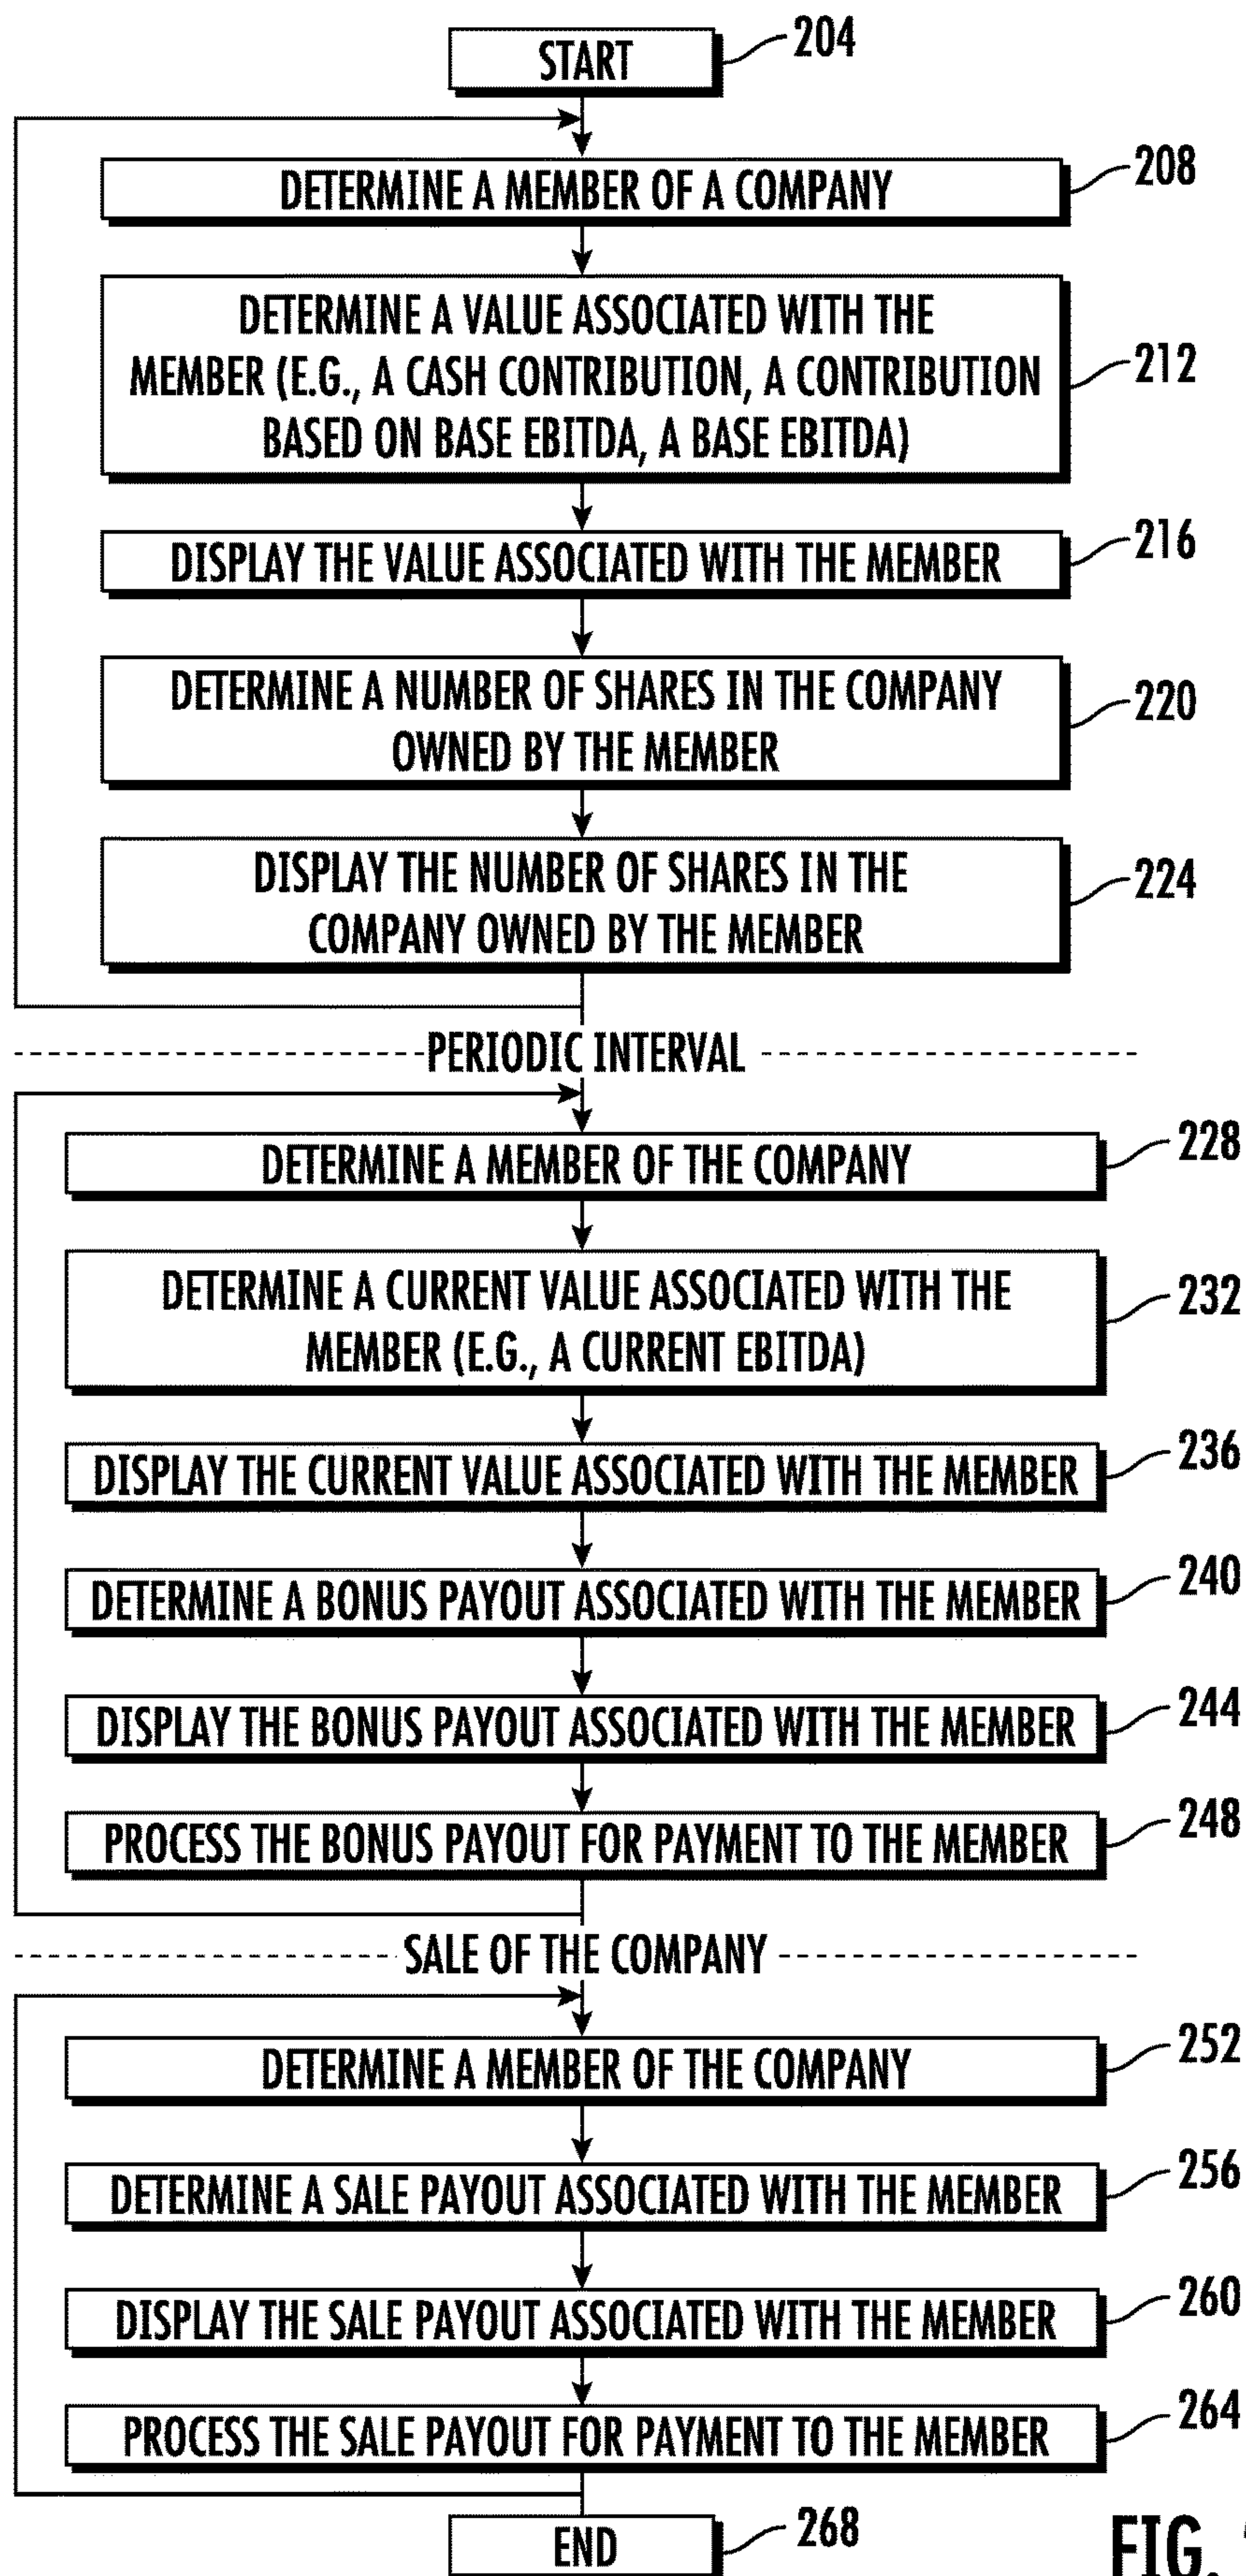 START
204
DETERMINE A MEMBER OF A COMPANY
208
DETERMINE A VALUE ASSOCIATED WITH THE
MEMBER (E.G., A CASH CONTRIBUTION, A CONTRIBUTION
BASED ON BASE EBITDA, A BASE EBITDA)
212
DISPLAY THE VALUE ASSOCIATED WITH THE MEMBER
216
DETERMINE A NUMBER OF SHARES IN THE COMPANY
OWNED BY THE MEMBER
220
DISPLAY THE NUMBER OF SHARES IN THE
COMPANY OWNED BY THE MEMBER
224
PERIODIC INTERVAL
DETERMINE A MEMBER OF THE COMPANY
228
DETERMINE A CURRENT VALUE ASSOCIATED WITH THE
MEMBER (E.G., A CURRENT EBITDA)
232
DISPLAY THE CURRENT VALUE ASSOCIATED WITH THE MEMBER
236
DETERMINE A BONUS PAYOUT ASSOCIATED WITH THE MEMBER
240
DISPLAY THE BONUS PAYOUT ASSOCIATED WITH THE MEMBER
244
PROCESS THE BONUS PAYOUT FOR PAYMENT TO THE MEMBER
248
SALE OF THE COMPANY
DETERMINE A MEMBER OF THE COMPANY
252
DETERMINE A SALE PAYOUT ASSOCIATED WITH THE MEMBER
256
DISPLAY THE SALE PAYOUT ASSOCIATED WITH THE MEMBER
260
PROCESS THE SALE PAYOUT FOR PAYMENT TO THE MEMBER
264
END
268
FIG.